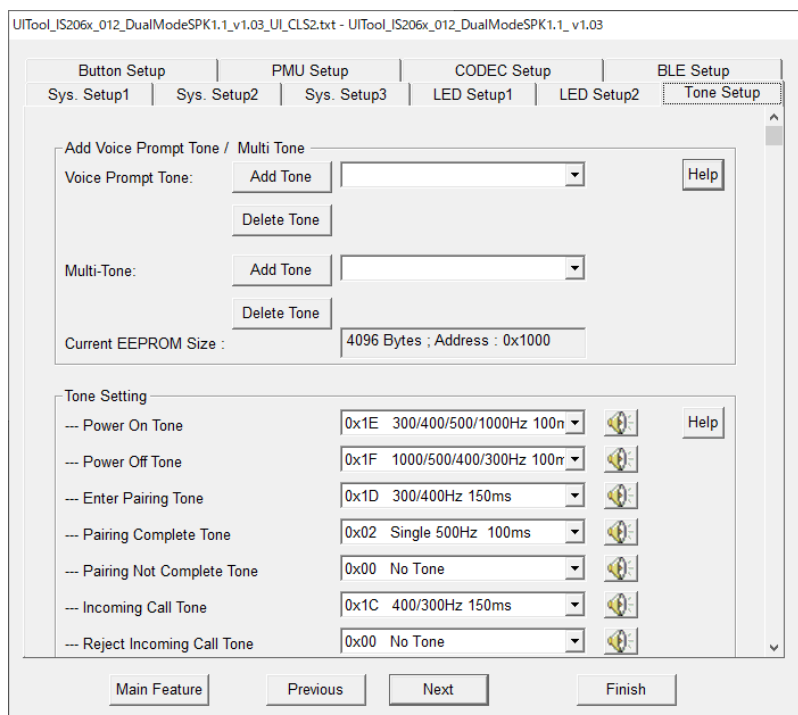 UITool_IS206x_012_DualModeSPK1.1_v1.03_UI_CLS2.txt - UITool_IS206x_012_DualModeSPK1.1_ v1.03
Button Setup PMU Setup CODEC Setup BLE Setup
Sys. Setup1 Sys. Setup2 Sys. Setup3 LED Setup1 LED Setup2 Tone Setup
Add Voice Prompt Tone / Multi Tone
Voice Prompt Tone: Add Tone Help
Delete Tone
Multi-Tone: Add Tone
Delete Tone
Current EEPROM Size : 4096 Bytes ; Address : 0x1000
Tone Setting
--- Power On Tone 0x1E 300/400/500/1000Hz 100m Help
--- Power Off Tone 0x1F 1000/500/400/300Hz 100m
--- Enter Pairing Tone 0x1D 300/400Hz 150ms
--- Pairing Complete Tone 0x02 Single 500Hz 100ms
--- Pairing Not Complete Tone 0x00 No Tone
--- Incoming Call Tone 0x1C 400/300Hz 150ms
--- Reject Incoming Call Tone 0x00 No Tone
Main Feature Previous Next Finish